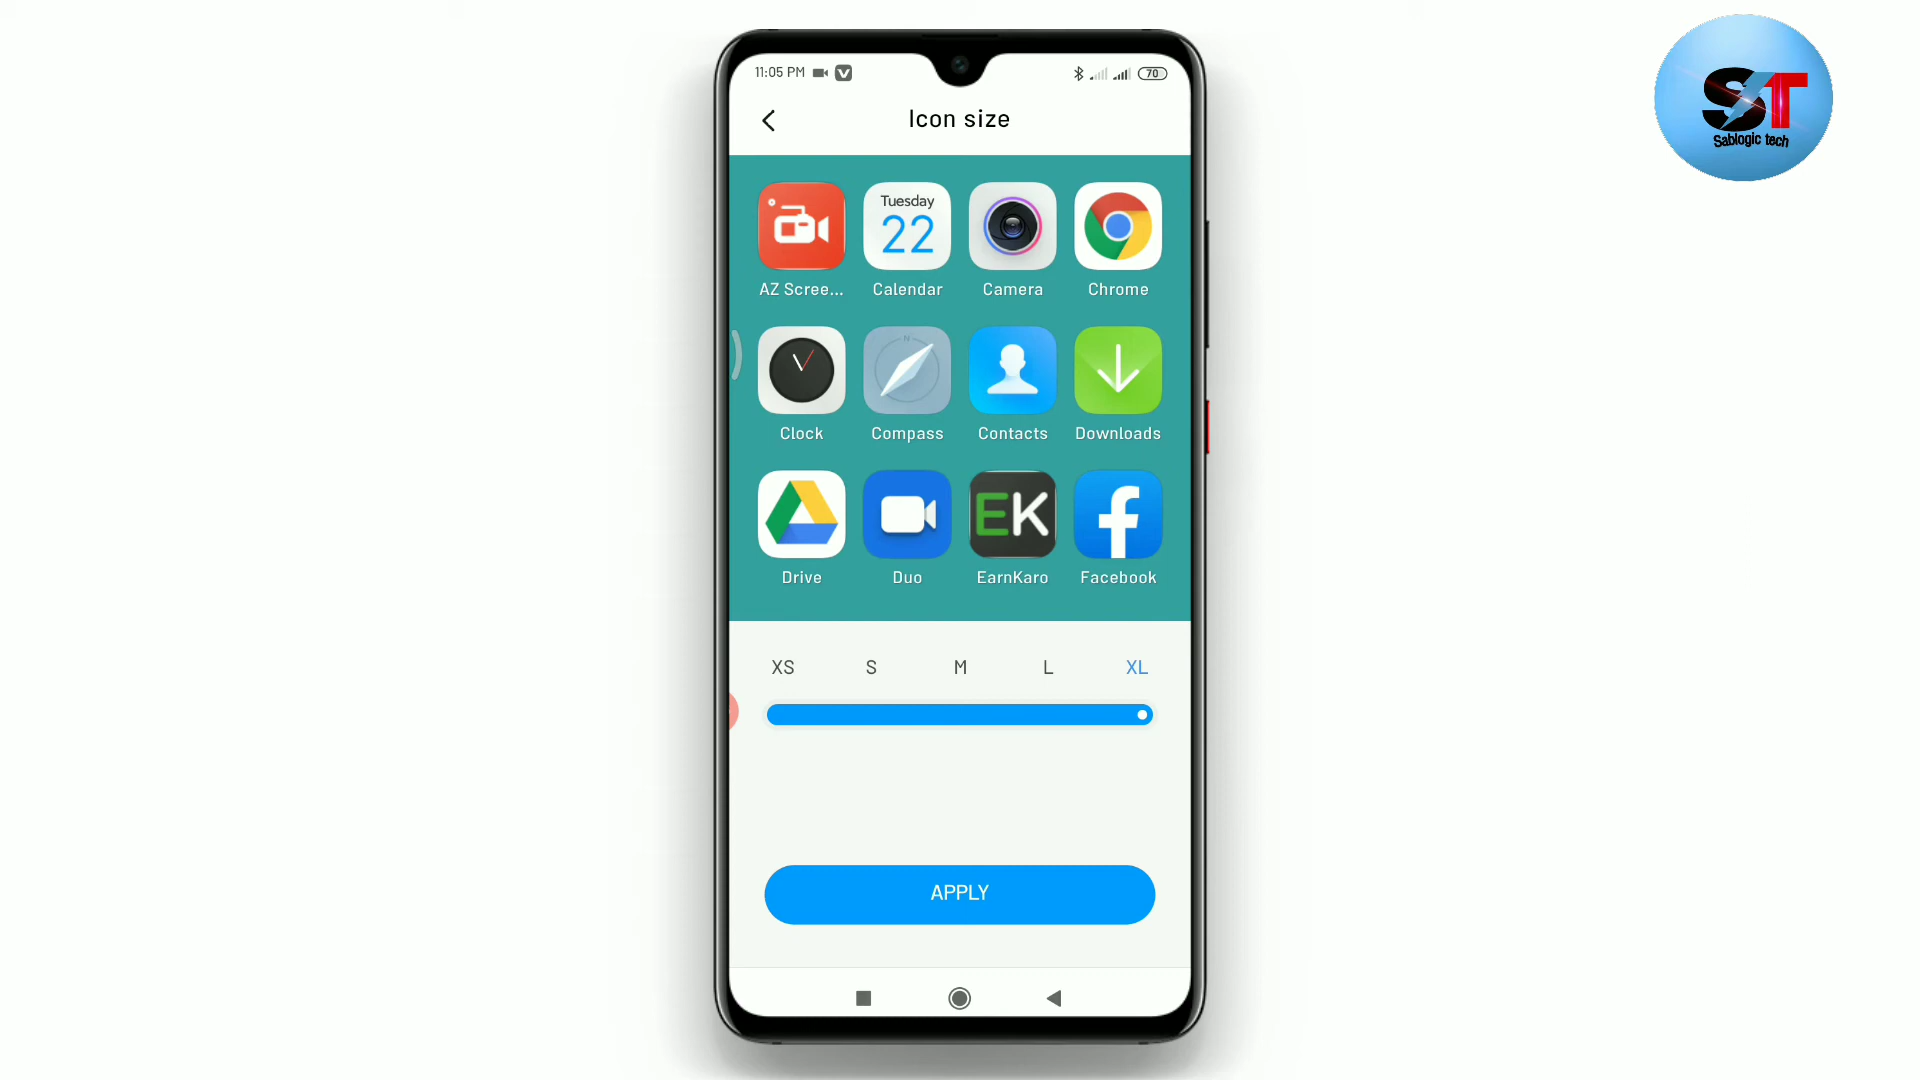 11:05 PM
70
Icon size
Tuesday
22
AZ Scree...
Calendar
Camera
Chrome
N
Clock
Compass
Contacts
Downloads
EK
Drive
Duo
EarnKaro
Facebook
XS
S
M
L
XL
APPLY
ST
Sablogic tech